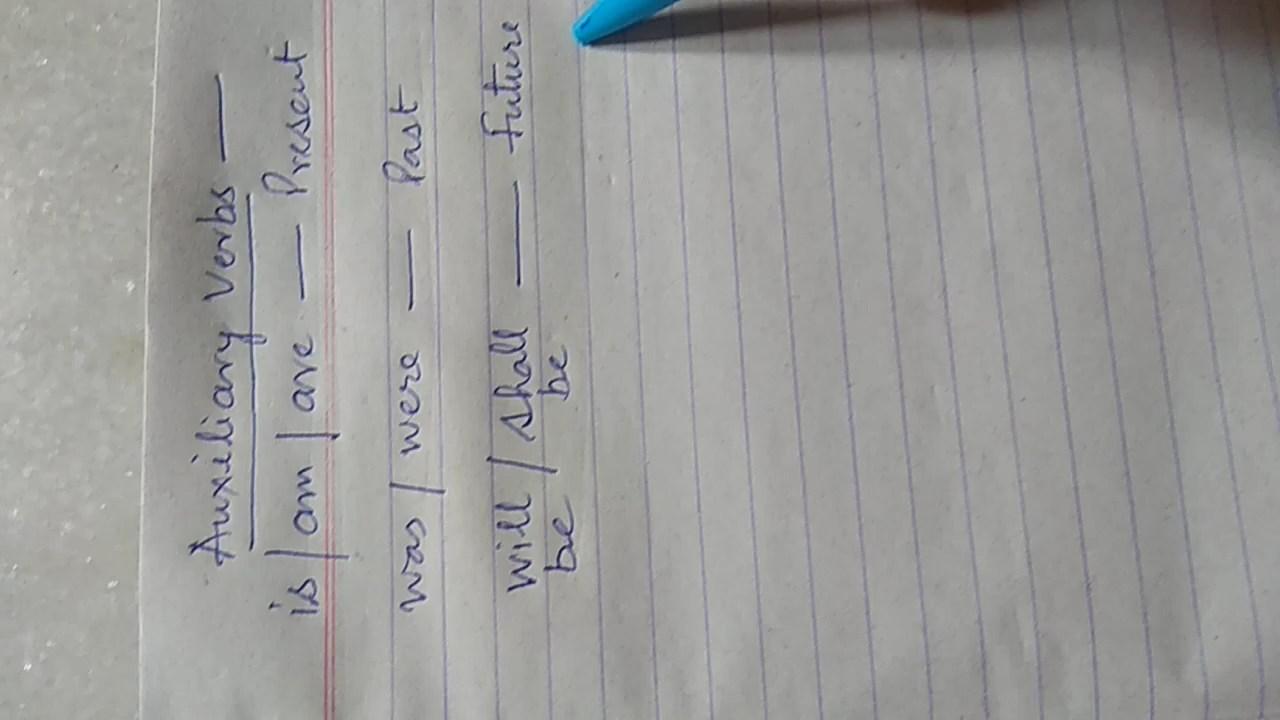 Auxiliary Verbs —
is / am / are — Present
was / were — Past
will / shall — future
be be